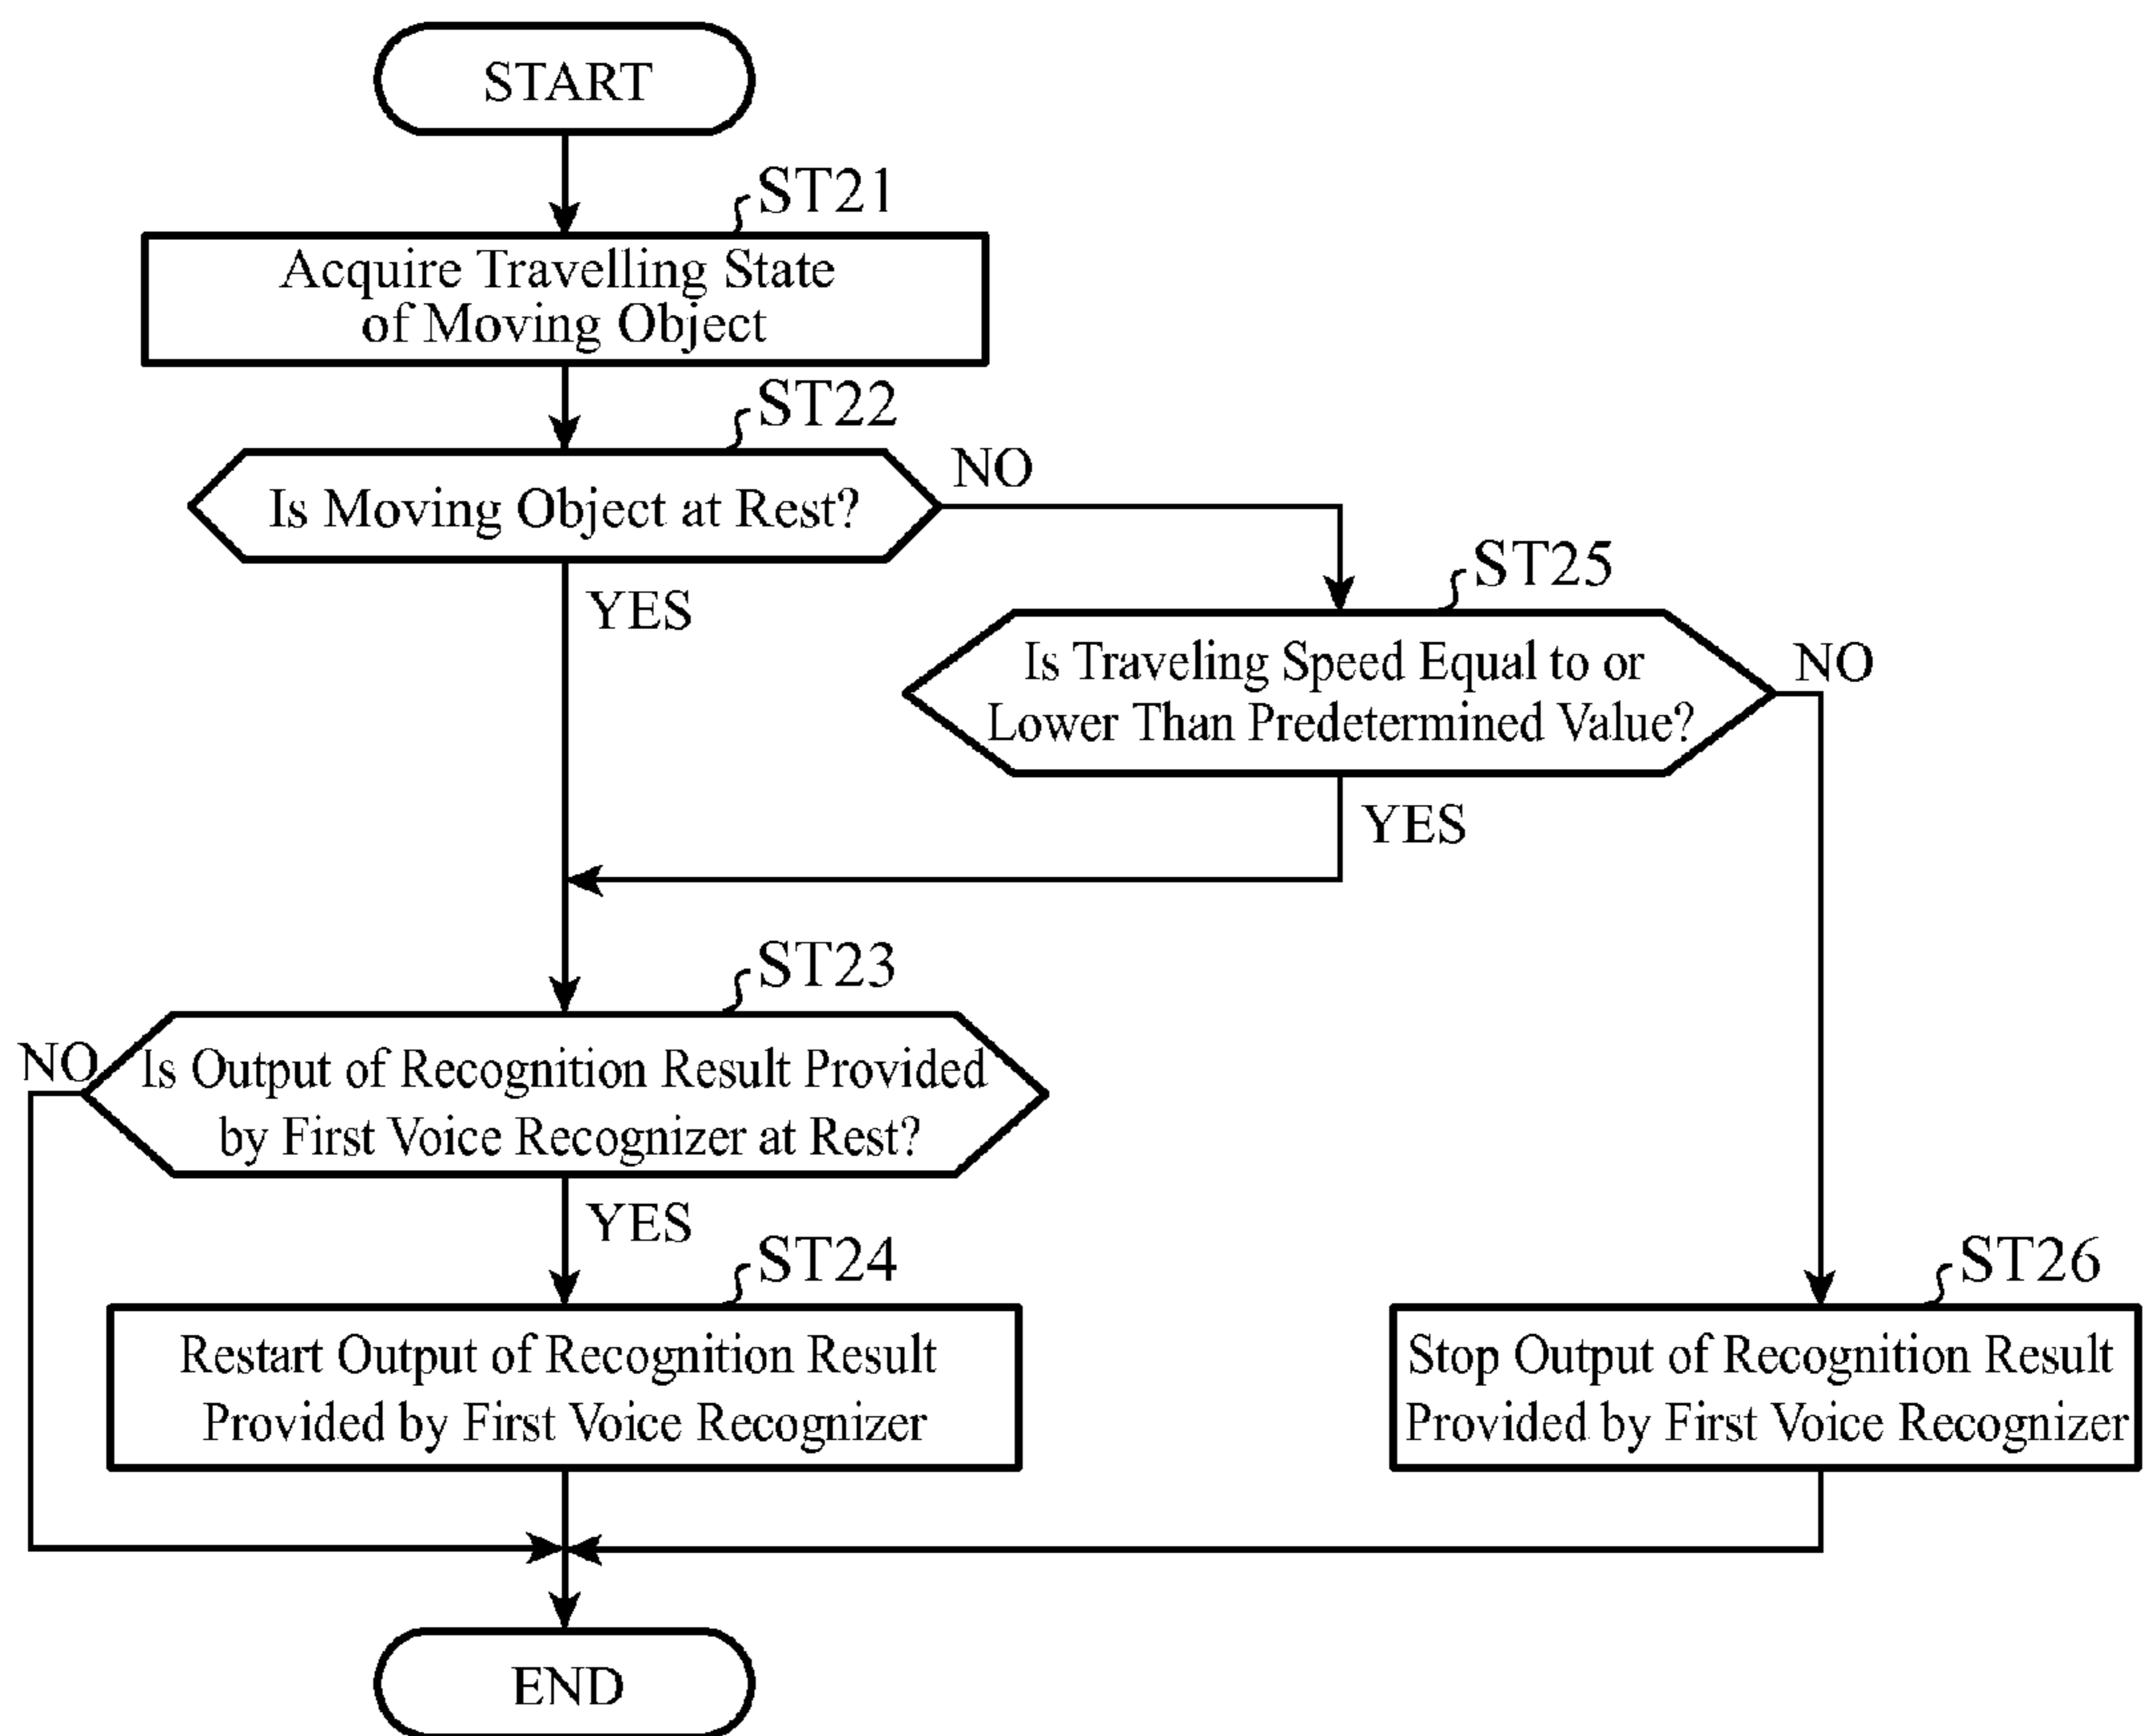 START
ST21
Acquire Travelling State
of Moving Object
ST22
Is Moving Object at Rest?
NO
YES
ST25
Is Traveling Speed Equal to or
Lower Than Predetermined Value?
NO
YES
ST23
NO
Is Output of Recognition Result Provided
by First Voice Recognizer at Rest?
YES
ST24
Restart Output of Recognition Result
Provided by First Voice Recognizer
ST26
Stop Output of Recognition Result
Provided by First Voice Recognizer
END